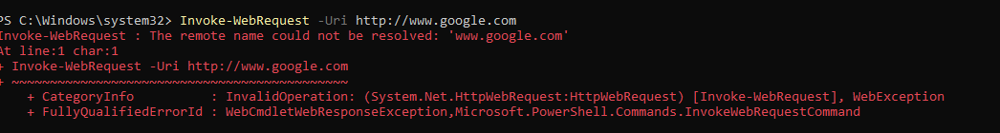 PS C:\Windows\system32> Invoke-WebRequest -Uri http://www.google.com
Invoke-WebRequest : The remote name could not be resolved: 'www.google.com'
At line:1 char:1
+ Invoke-WebRequest -Uri http://www.google.com
+ ~~~~~~~~~~~~~~~~~~~~~~~~~~~~~~~~~~~~~~~~~~~~
    + CategoryInfo          : InvalidOperation: (System.Net.HttpWebRequest:HttpWebRequest) [Invoke-WebRequest], WebException
    + FullyQualifiedErrorId : WebCmdletWebResponseException,Microsoft.PowerShell.Commands.InvokeWebRequestCommand